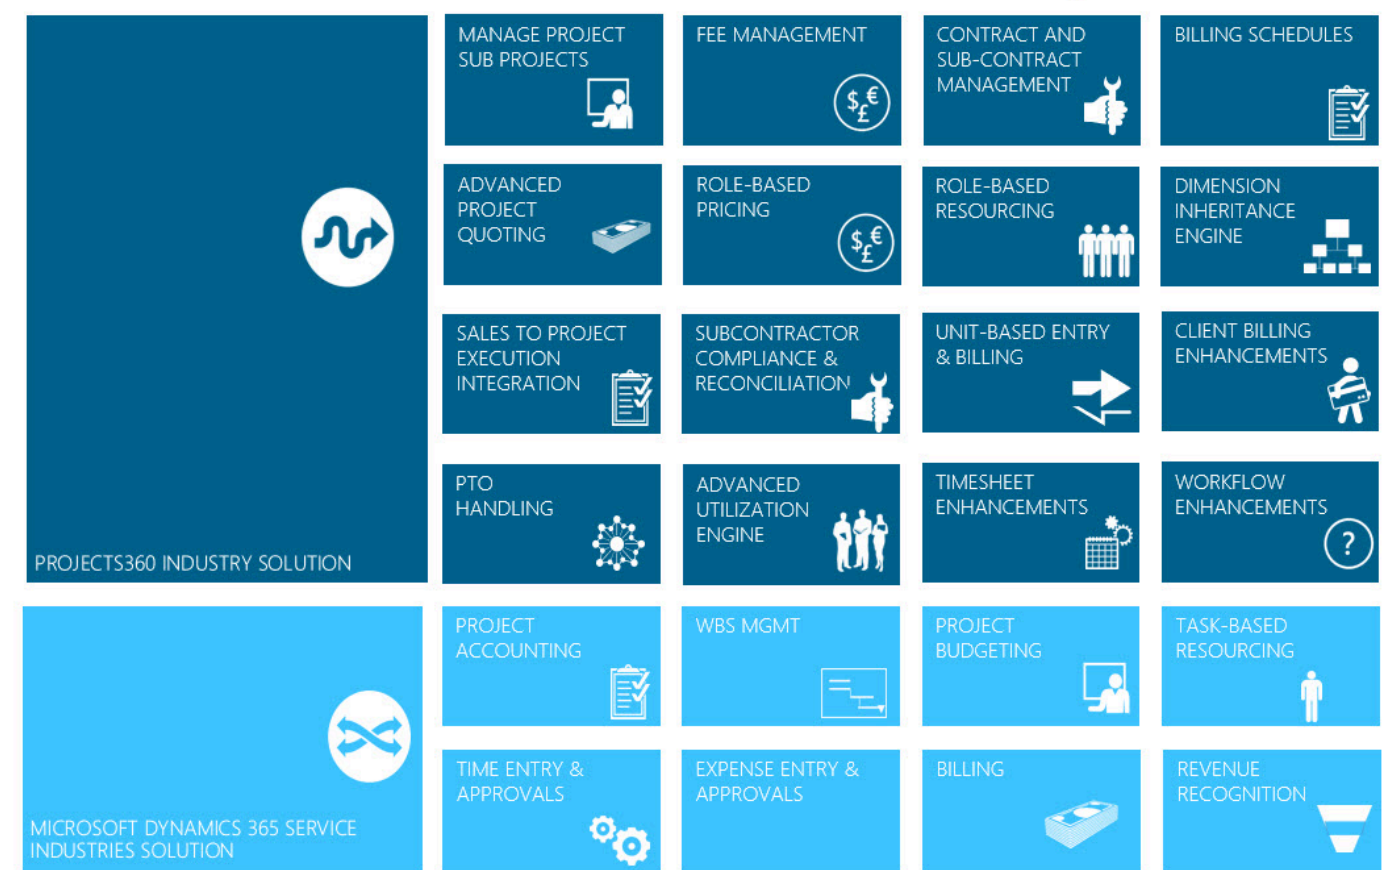 MANAGE PROJECT
SUB PROJECTS
FEE MANAGEMENT
$ € £
CONTRACT AND
SUB-CONTRACT
MANAGEMENT
BILLING SCHEDULES
ADVANCED
PROJECT
QUOTING
ROLE-BASED
PRICING
$ € £
ROLE-BASED
RESOURCING
DIMENSION
INHERITANCE
ENGINE
SALES TO PROJECT
EXECUTION
INTEGRATION
SUBCONTRACTOR
COMPLIANCE &
RECONCILIATION
UNIT-BASED ENTRY
& BILLING
CLIENT BILLING
ENHANCEMENTS
PTO
HANDLING
ADVANCED
UTILIZATION
ENGINE
TIMESHEET
ENHANCEMENTS
WORKFLOW
ENHANCEMENTS
?
PROJECTS360 INDUSTRY SOLUTION
PROJECT
ACCOUNTING
WBS MGMT
PROJECT
BUDGETING
TASK-BASED
RESOURCING
TIME ENTRY &
APPROVALS
EXPENSE ENTRY &
APPROVALS
BILLING
REVENUE
RECOGNITION
MICROSOFT DYNAMICS 365 SERVICE
INDUSTRIES SOLUTION